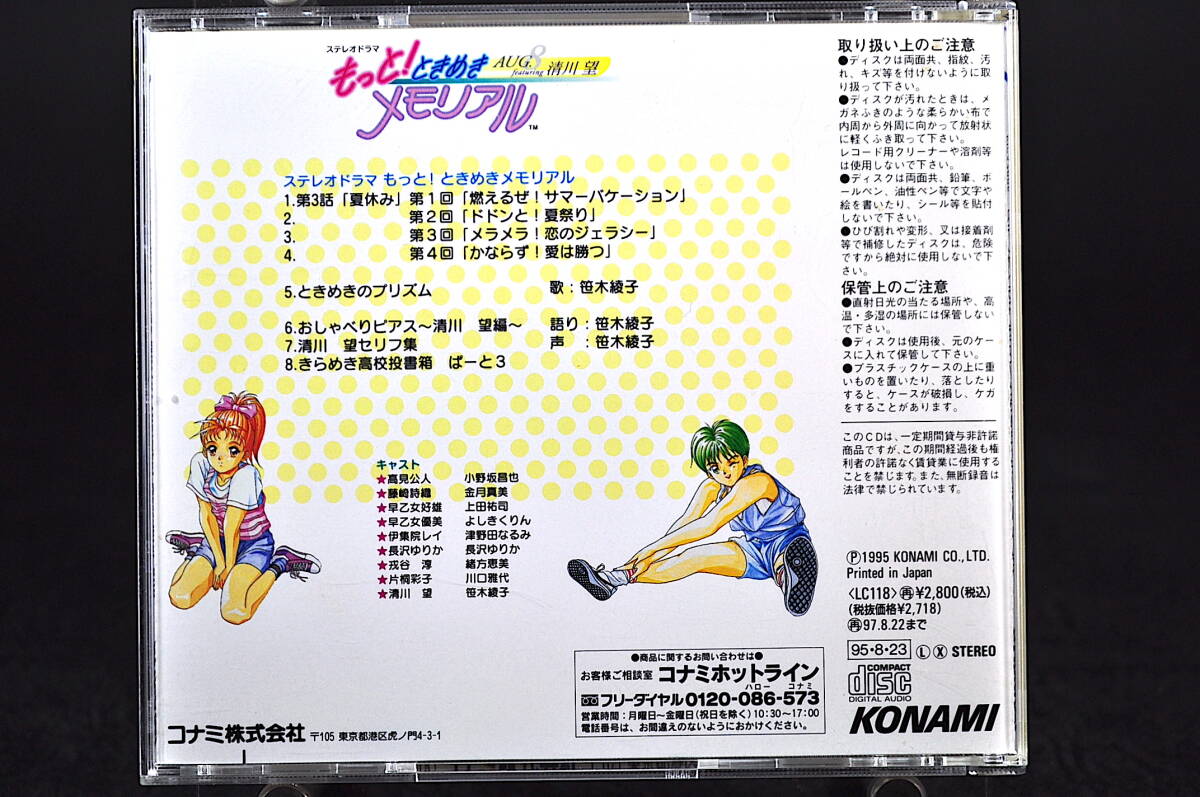 ステレオドラマ
もっと!ときめき
メモリアル™
AUG.8
featuring 清川 望
ステレオドラマ もっと!ときめきメモリアル
1.第3話「夏休み」第1回「燃えるぜ!サマーバケーション」
2. 第2回「ドドンと!夏祭り」
3. 第3回「メラメラ!恋のジェラシー」
4. 第4回「かならず!愛は勝つ」
5.ときめきのプリズム 歌:笹木綾子
6.おしゃべりピアス〜清川 望編〜 語り:笹木綾子
7.清川 望セリフ集 声:笹木綾子
8.きらめき高校投書箱 ぱーと3
キャスト
★高見公人 小野坂昌也
★藤崎詩織 金月真美
★早乙女好雄 上田祐司
★早乙女優美 よしきくりん
★伊集院レイ 津野田なるみ
★長沢ゆりか 長沢ゆりか
★戎谷 淳 緒方恵美
★片桐彩子 川口雅代
★清川 望 笹木綾子
●商品に関するお問い合わせは●
お客様ご相談室 コナミホットライン
ハロー コナミ
フリーダイヤル0120-086-573
営業時間:月曜日〜金曜日(祝日を除く)10:30〜17:00
電話番号は、お間違えのないようにおかけください。
コナミ株式会社 〒105 東京都港区虎ノ門4-3-1
取り扱い上のご注意
●ディスクは両面共、指紋、汚
れ、キズ等を付けないように取
り扱って下さい。
●ディスクが汚れたときは、メ
ガネふきのような柔らかい布で
内周から外周に向かって放射状
に軽くふき取って下さい。
レコード用クリーナーや溶剤等
は使用しないで下さい。
●ディスクは両面共、鉛筆、ボ
ールペン、油性ペン等で文字や
絵を書いたり、シール等を貼付
しないで下さい。
●ひび割れや変形、又は接着剤
等で補修したディスクは、危険
ですから絶対に使用しないで下
さい。
保管上のご注意
●直射日光の当たる場所や、高
温・多湿の場所には保管しない
で下さい。
●ディスクは使用後、元のケー
スに入れて保管して下さい。
●プラスチックケースの上に重
いものを置いたり、落としたり
すると、ケースが破損し、ケガ
をすることがあります。
このCDは、一定期間貸与非許諾
商品ですが、この期間経過後も権
利者の許諾なく賃貸業に使用する
ことを禁じます。また、無断録音は
法律で禁じられています。
Ⓟ1995 KONAMI CO., LTD.
Printed in Japan
〈LC118〉㊢¥2,800(税込)
(税抜価格¥2,718)
㊢97.8.22まで
95・8・23 Ⓛ Ⓧ STEREO
COMPACT
disc
DIGITAL AUDIO
KONAMI